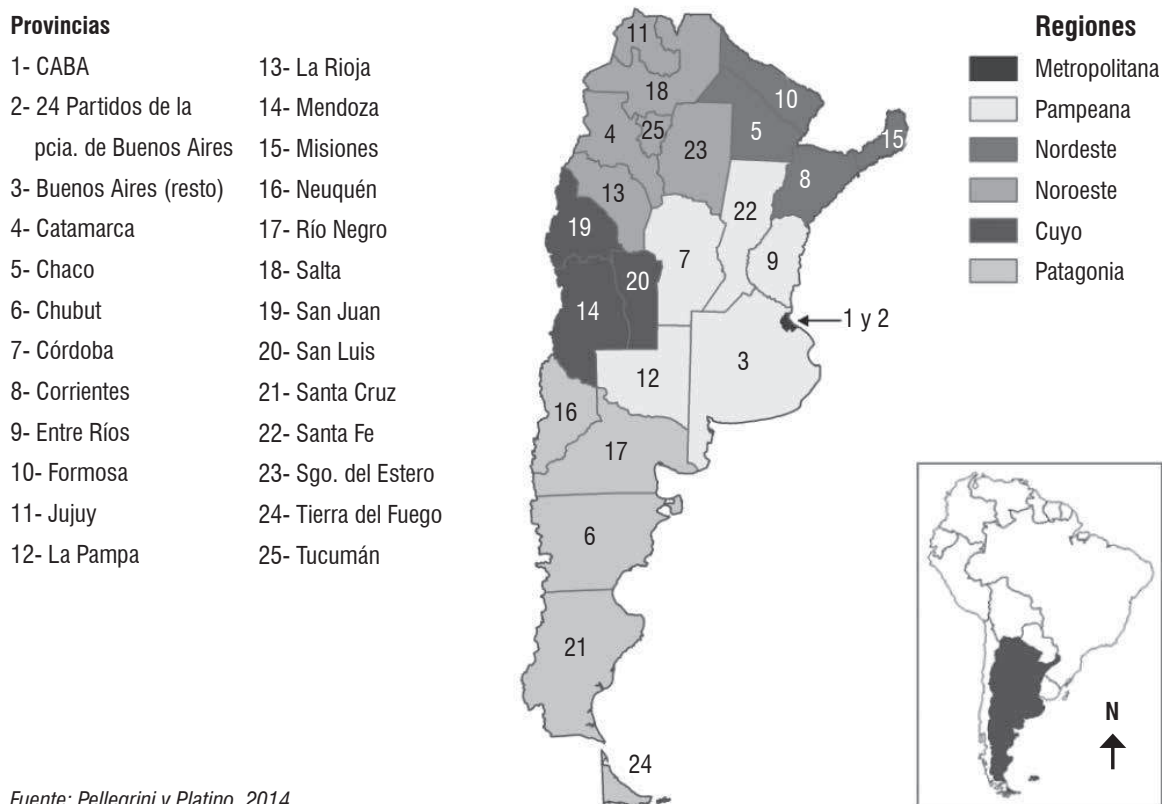 Provincias
1- CABA
2- 24 Partidos de la
pcia. de Buenos Aires
3- Buenos Aires (resto)
4- Catamarca
5- Chaco
6- Chubut
7- Córdoba
8- Corrientes
9- Entre Ríos
10- Formosa
11- Jujuy
12- La Pampa
13- La Rioja
14- Mendoza
15- Misiones
16- Neuquén
17- Río Negro
18- Salta
19- San Juan
20- San Luis
21- Santa Cruz
22- Santa Fe
23- Sgo. del Estero
24- Tierra del Fuego
25- Tucumán
11
18
10
4
25
5
15
23
8
13
22
19
7
9
20
14
1 y 2
3
12
16
17
6
21
24
Regiones
Metropolitana
Pampeana
Nordeste
Noroeste
Cuyo
Patagonia
N
Fuente: Pellegrini y Platino, 2014